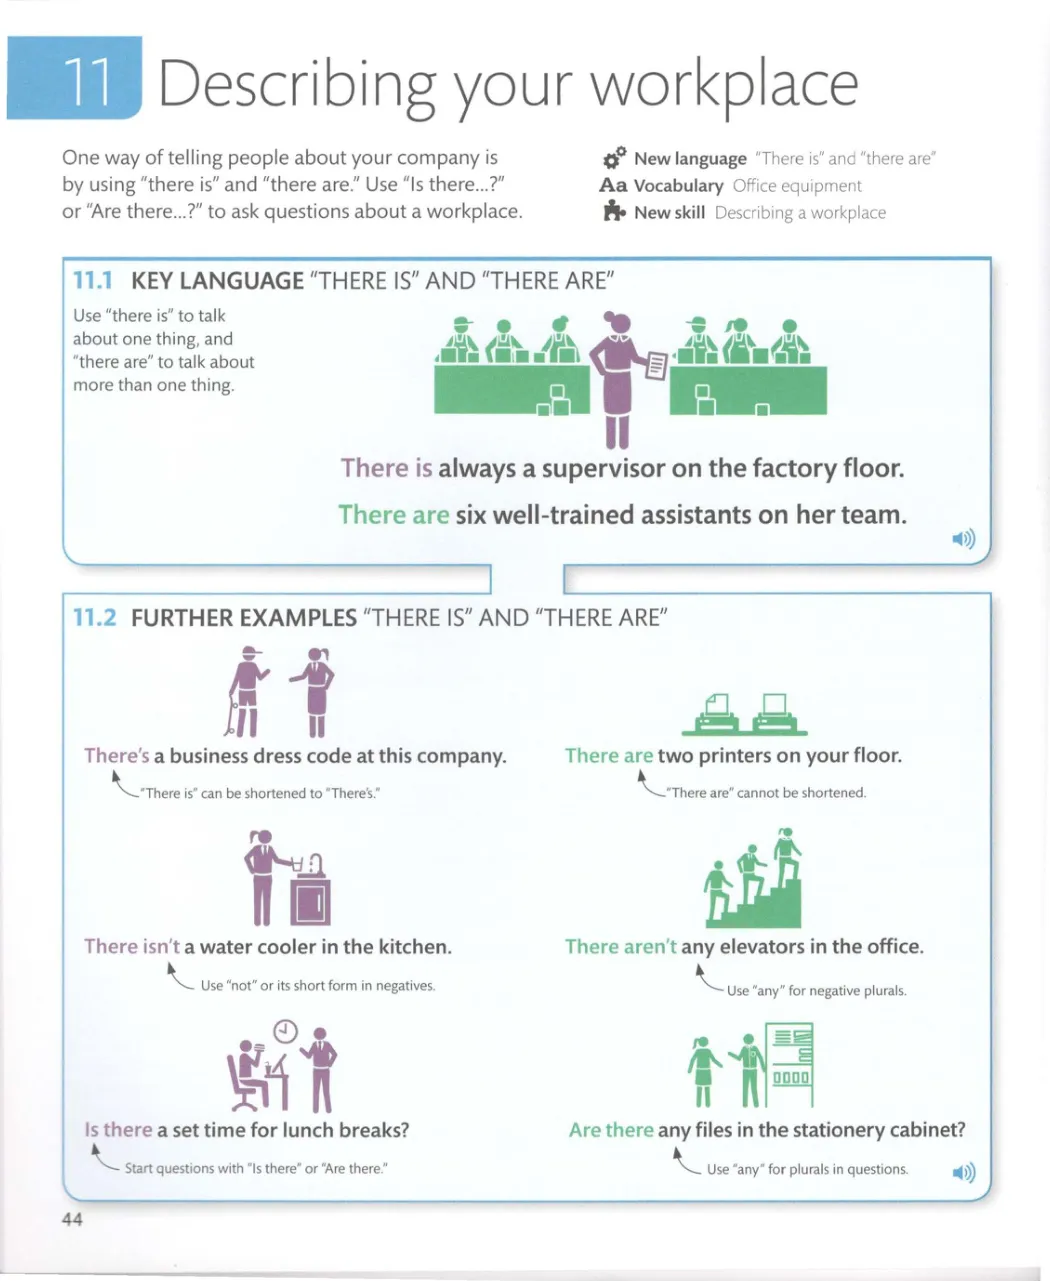 11 Describing your workplace
One way of telling people about your company is
by using "there is" and "there are." Use "Is there...?"
or "Are there...?" to ask questions about a workplace.
New language "There is" and "there are"
Aa Vocabulary Office equipment
New skill Describing a workplace
11.1 KEY LANGUAGE "THERE IS" AND "THERE ARE"
Use "there is" to talk
about one thing, and
"there are" to talk about
more than one thing.
There is always a supervisor on the factory floor.
There are six well-trained assistants on her team.
11.2 FURTHER EXAMPLES "THERE IS" AND "THERE ARE"
There's a business dress code at this company.
"There is" can be shortened to "There's."
There are two printers on your floor.
"There are" cannot be shortened.
There isn't a water cooler in the kitchen.
Use "not" or its short form in negatives.
There aren't any elevators in the office.
Use "any" for negative plurals.
Is there a set time for lunch breaks?
Start questions with "Is there" or "Are there."
Are there any files in the stationery cabinet?
Use "any" for plurals in questions.
44